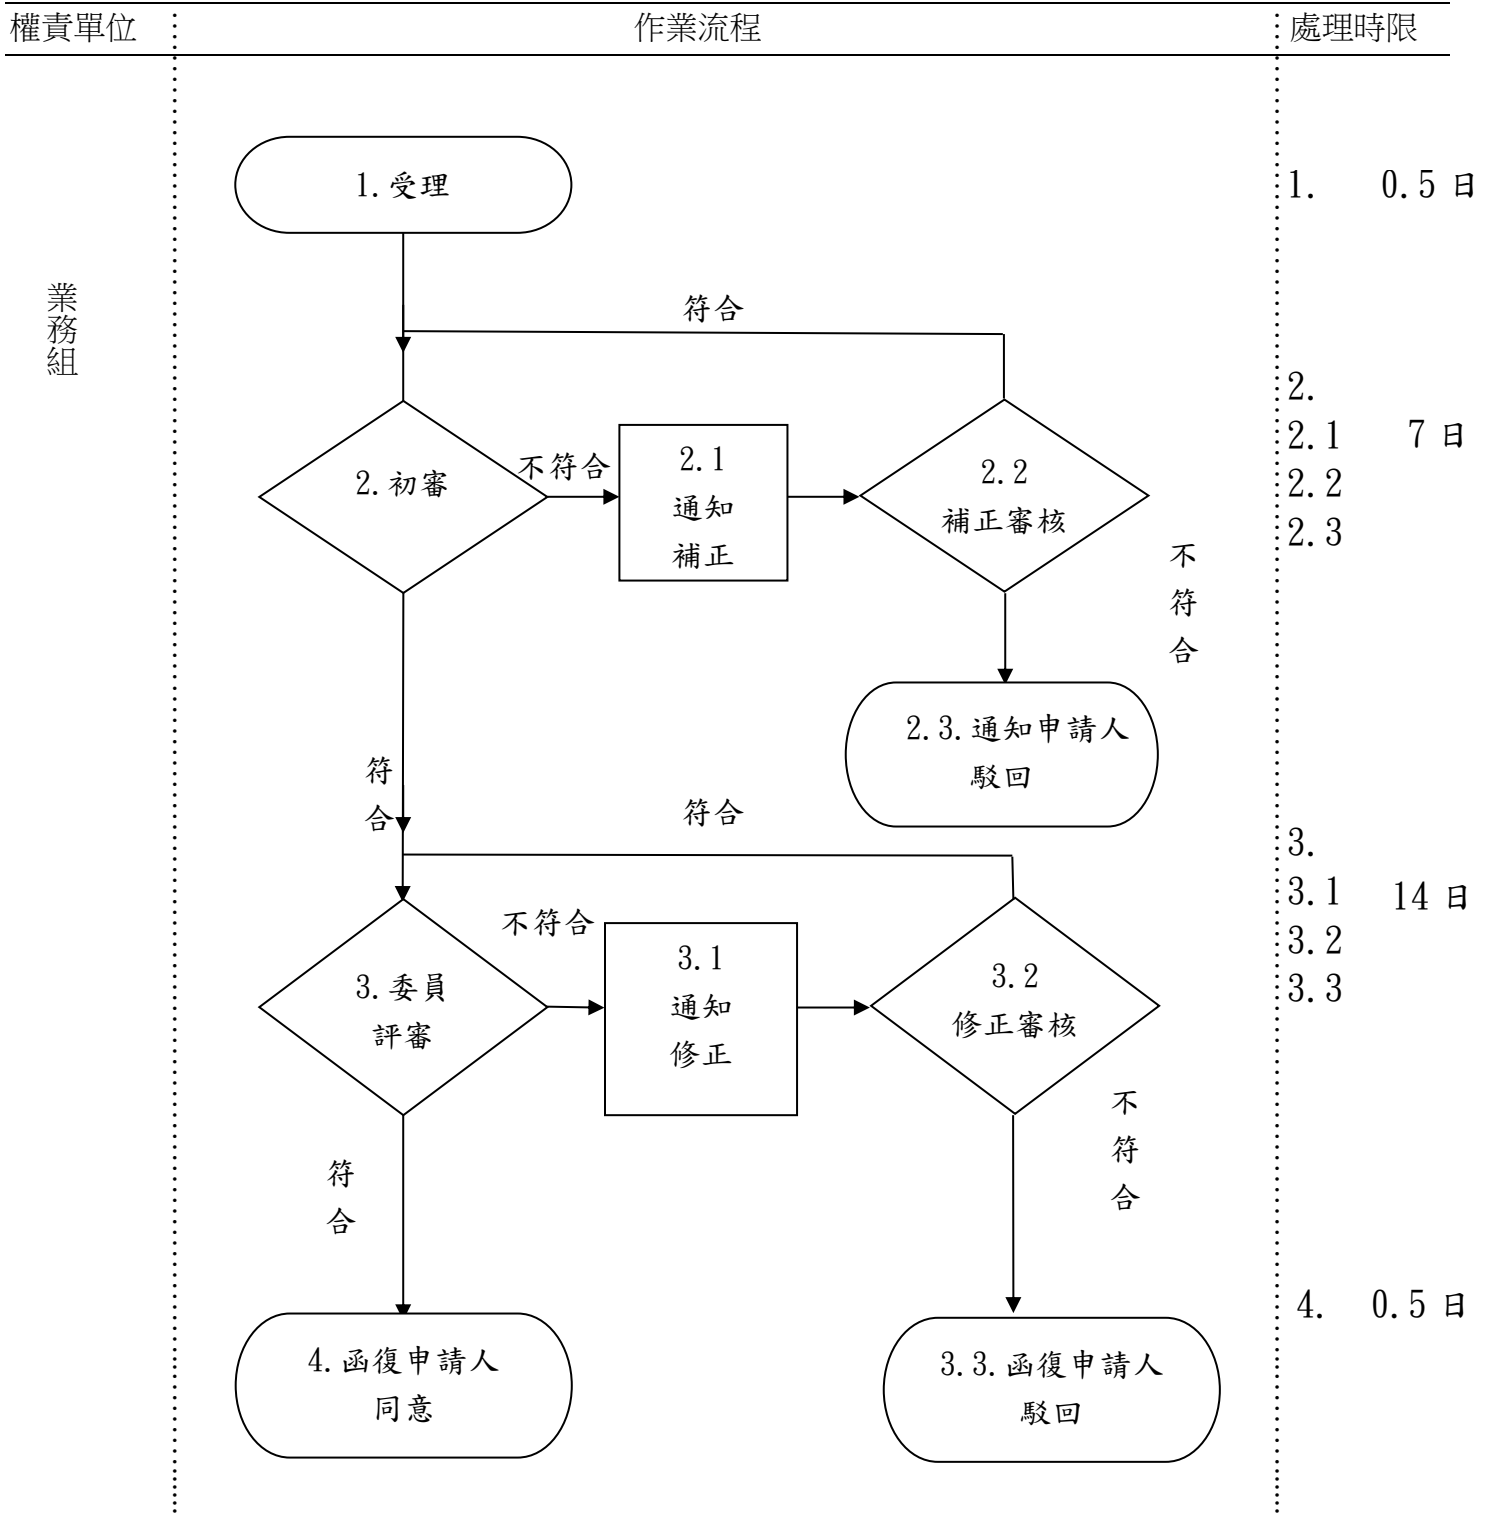 權責單位
作業流程
處理時限
業務組
1.受理
1. 0.5日
符合
2.初審
不符合
2.1
通知
補正
2.2
補正審核
不符合
2.
2.1 7日
2.2
2.3
2.3.通知申請人
駁回
符合
符合
3.委員
評審
不符合
3.1
通知
修正
3.2
修正審核
不符合
3.
3.1 14日
3.2
3.3
符合
4.函復申請人
同意
3.3.函復申請人
駁回
4. 0.5日